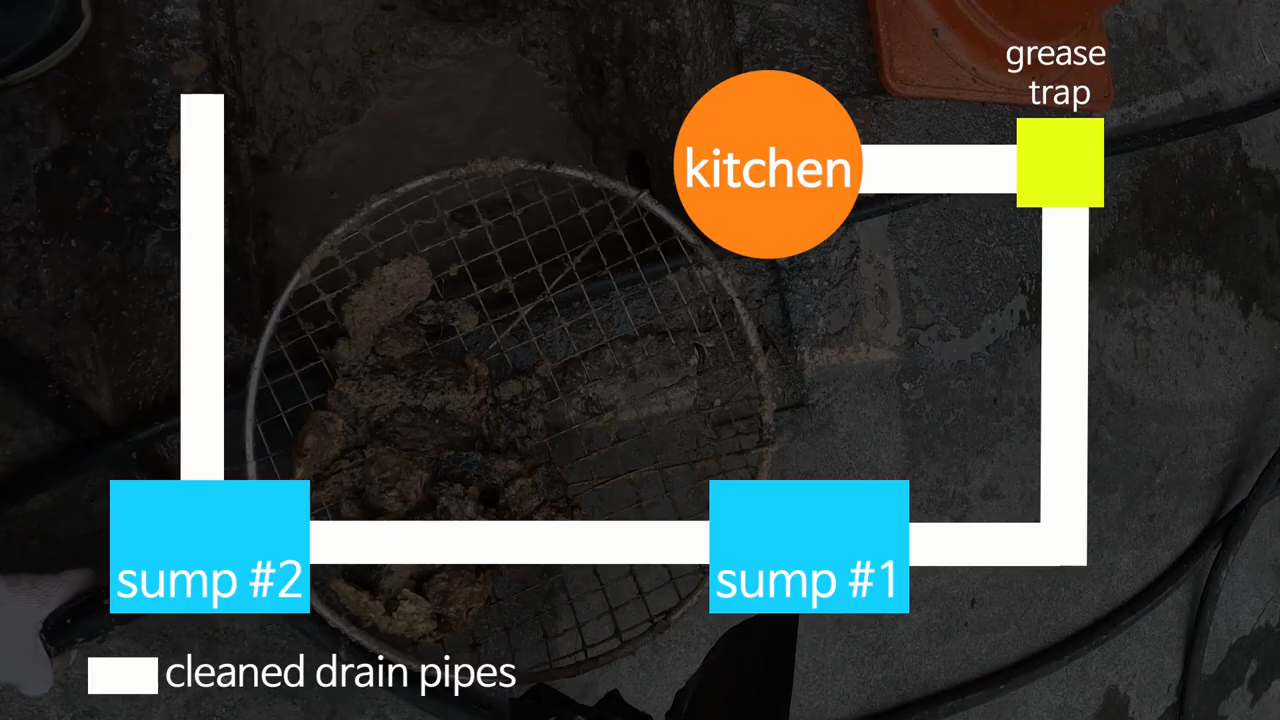 grease
trap
kitchen
sump #2
sump #1
cleaned drain pipes